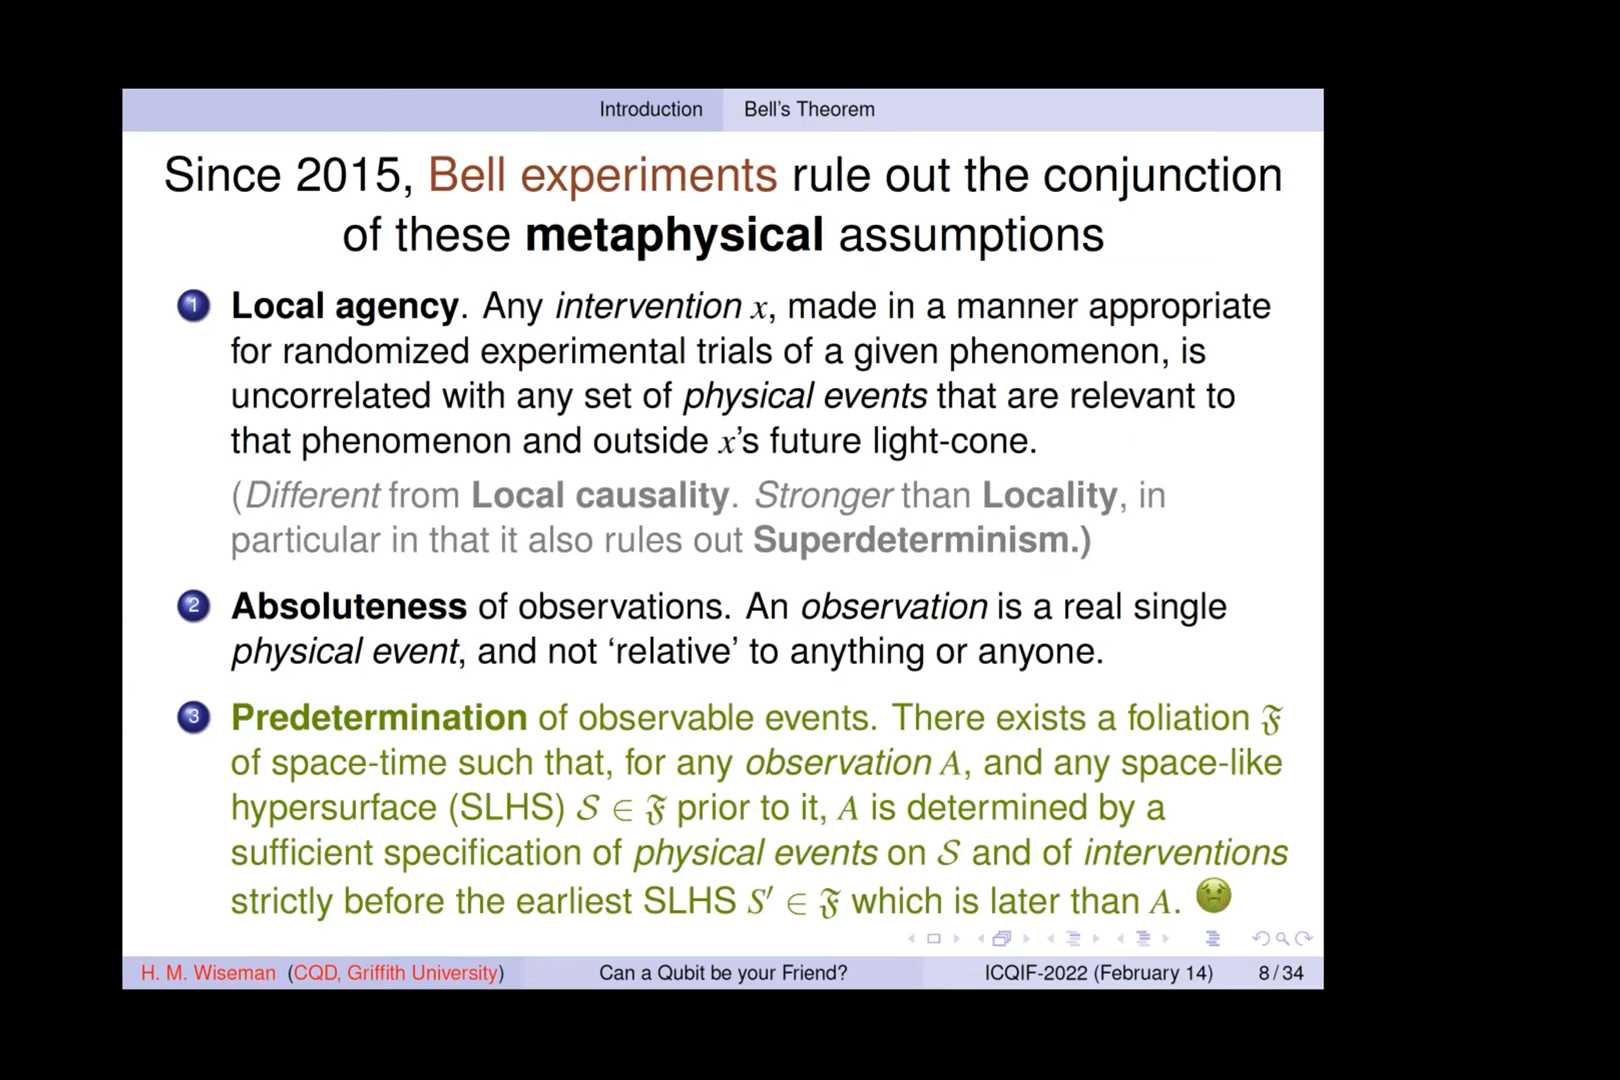 Introduction Bell's Theorem
Since 2015, Bell experiments rule out the conjunction
of these metaphysical assumptions
1 Local agency. Any intervention x, made in a manner appropriate
for randomized experimental trials of a given phenomenon, is
uncorrelated with any set of physical events that are relevant to
that phenomenon and outside x's future light-cone.
(Different from Local causality. Stronger than Locality, in
particular in that it also rules out Superdeterminism.)
2 Absoluteness of observations. An observation is a real single
physical event, and not ‘relative’ to anything or anyone.
3 Predetermination of observable events. There exists a foliation 𝔉
of space-time such that, for any observation A, and any space-like
hypersurface (SLHS) 𝒮 ∈ 𝔉 prior to it, A is determined by a
sufficient specification of physical events on 𝒮 and of interventions
strictly before the earliest SLHS S′ ∈ 𝔉 which is later than A.
H. M. Wiseman (CQD, Griffith University) Can a Qubit be your Friend? ICQIF-2022 (February 14) 8 / 34